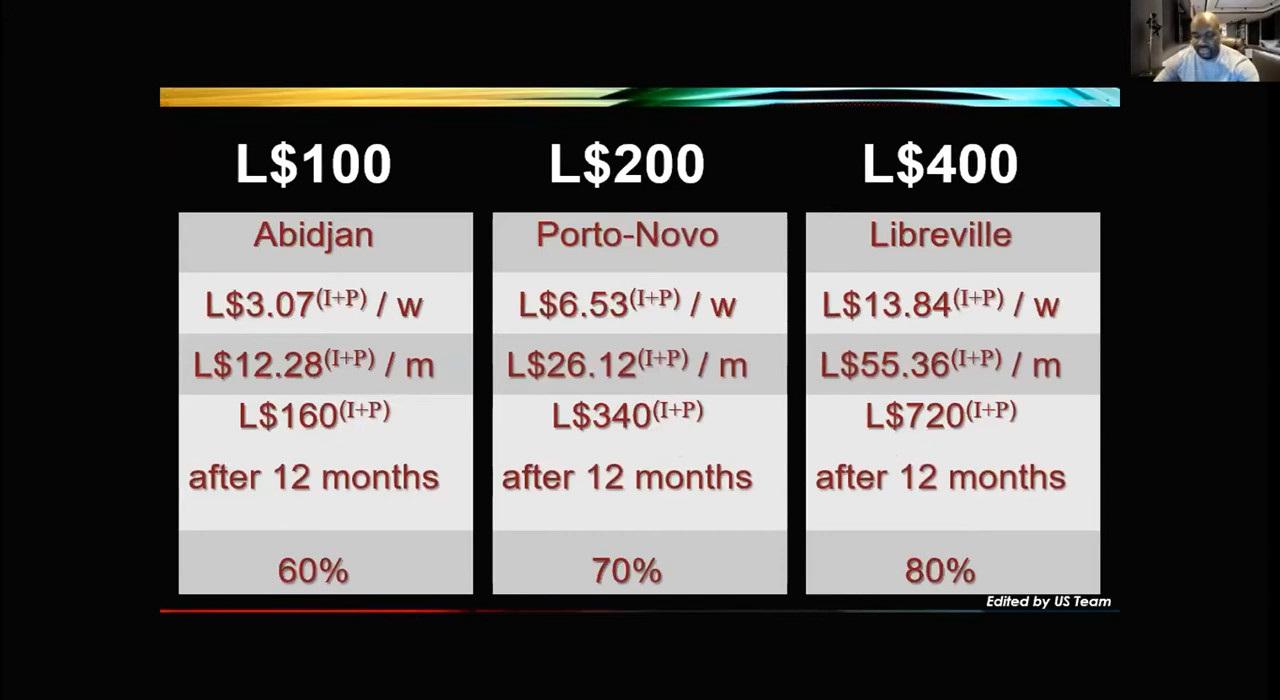 L$100
Abidjan
L$3.07(I+P) / w
L$12.28(I+P) / m
L$160(I+P)
after 12 months
60%
L$200
Porto-Novo
L$6.53(I+P) / w
L$26.12(I+P) / m
L$340(I+P)
after 12 months
70%
L$400
Libreville
L$13.84(I+P) / w
L$55.36(I+P) / m
L$720(I+P)
after 12 months
80%
Edited by US Team